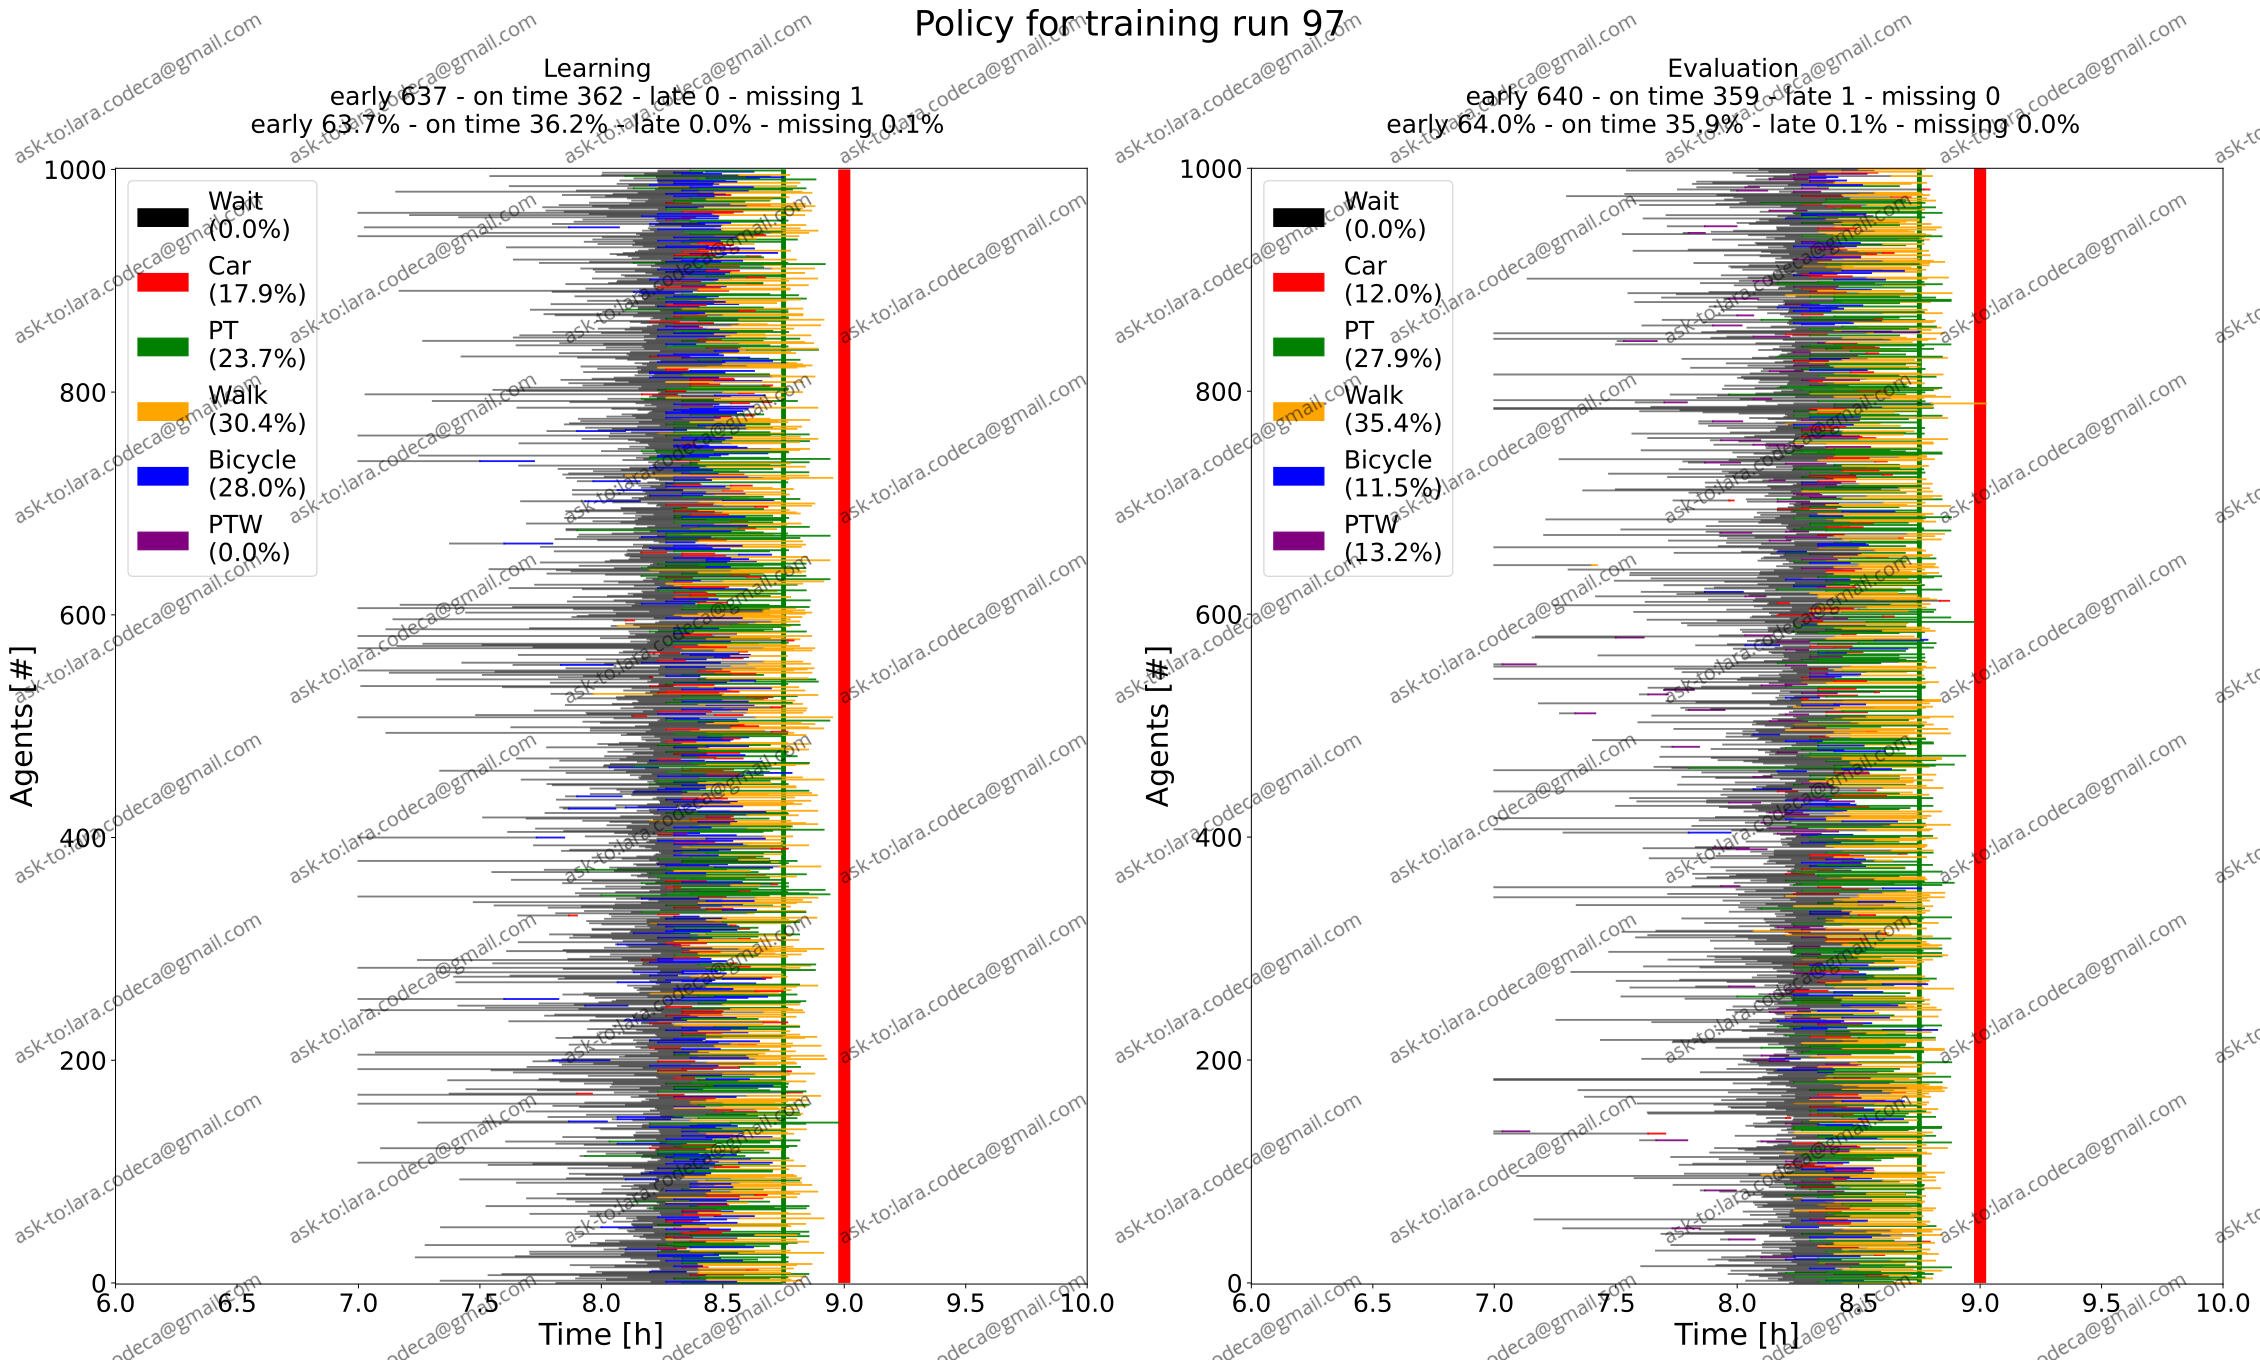 Policy for training run 97
Learning
early 637 - on time 362 - late 0 - missing 1
early 63.7% - on time 36.2% - late 0.0% - missing 0.1%
1000
800
600
400
200
0
Agents [#]
Wait
(0.0%)
Car
(17.9%)
PT
(23.7%)
Walk
(30.4%)
Bicycle
(28.0%)
PTW
(0.0%)
6.0 6.5 7.0 7.5 8.0 8.5 9.0 9.5 10.0
Time [h]
Evaluation
early 640 - on time 359 - late 1 - missing 0
early 64.0% - on time 35.9% - late 0.1% - missing 0.0%
1000
800
600
400
200
0
Agents [#]
Wait
(0.0%)
Car
(12.0%)
PT
(27.9%)
Walk
(35.4%)
Bicycle
(11.5%)
PTW
(13.2%)
6.0 6.5 7.0 7.5 8.0 8.5 9.0 9.5 10.0
Time [h]
ask-to:lara.codeca@gmail.com